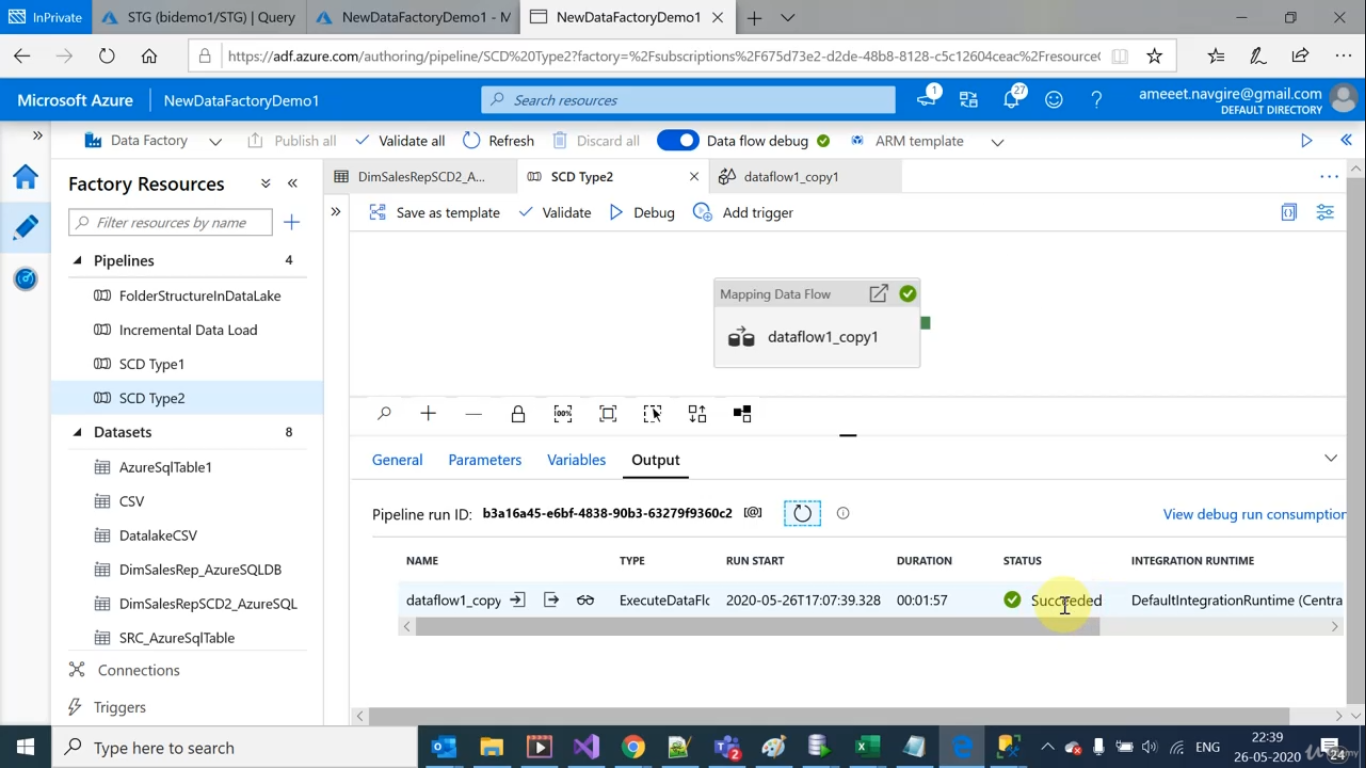 InPrivate STG (bidemo1/STG) | Query NewDataFactoryDemo1 - M NewDataFactoryDemo1
https://adf.azure.com/authoring/pipeline/SCD%20Type2?factory=%2Fsubscriptions%2F675d73e2-d2de-48b8-8128-c5c12604ceac%2FresourceG
Microsoft Azure NewDataFactoryDemo1 Search resources 1 27 ameeet.navgire@gmail.com
DEFAULT DIRECTORY
Data Factory Publish all Validate all Refresh Discard all Data flow debug ARM template
Factory Resources DimSalesRepSCD2_A... SCD Type2 dataflow1_copy1
Filter resources by name Save as template Validate Debug Add trigger
Pipelines 4
FolderStructureInDataLake
Incremental Data Load
SCD Type1
SCD Type2
Datasets 8
AzureSqlTable1
CSV
DatalakeCSV
DimSalesRep_AzureSQLDB
DimSalesRepSCD2_AzureSQL
SRC_AzureSqlTable
Connections
Triggers
Mapping Data Flow
dataflow1_copy1
100%
General Parameters Variables Output
Pipeline run ID: b3a16a45-e6bf-4838-90b3-63279f9360c2 [@] View debug run consumption
NAME TYPE RUN START DURATION STATUS INTEGRATION RUNTIME
dataflow1_copy ExecuteDataFlo 2020-05-26T17:07:39.328 00:01:57 Succeeded DefaultIntegrationRuntime (Centra
Type here to search 2 ENG 22:39
26-05-2020 24